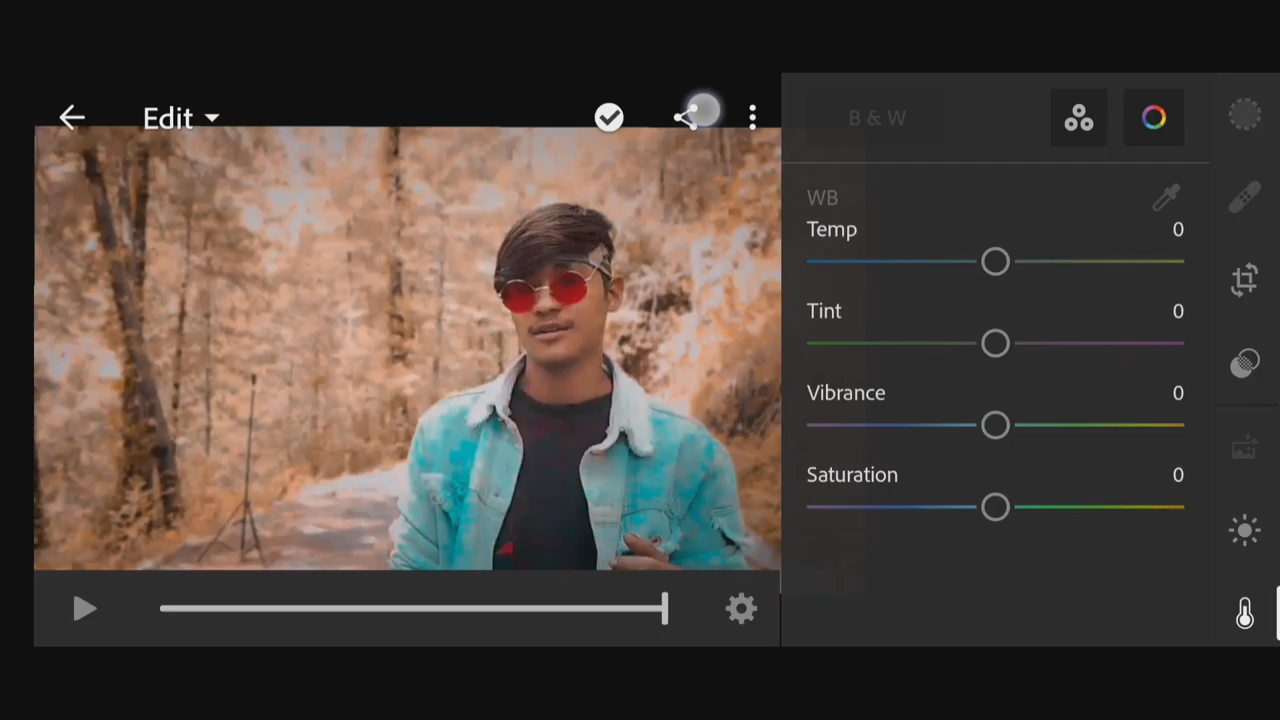 Edit
B & W
WB
Temp 0
Tint 0
Vibrance 0
Saturation 0